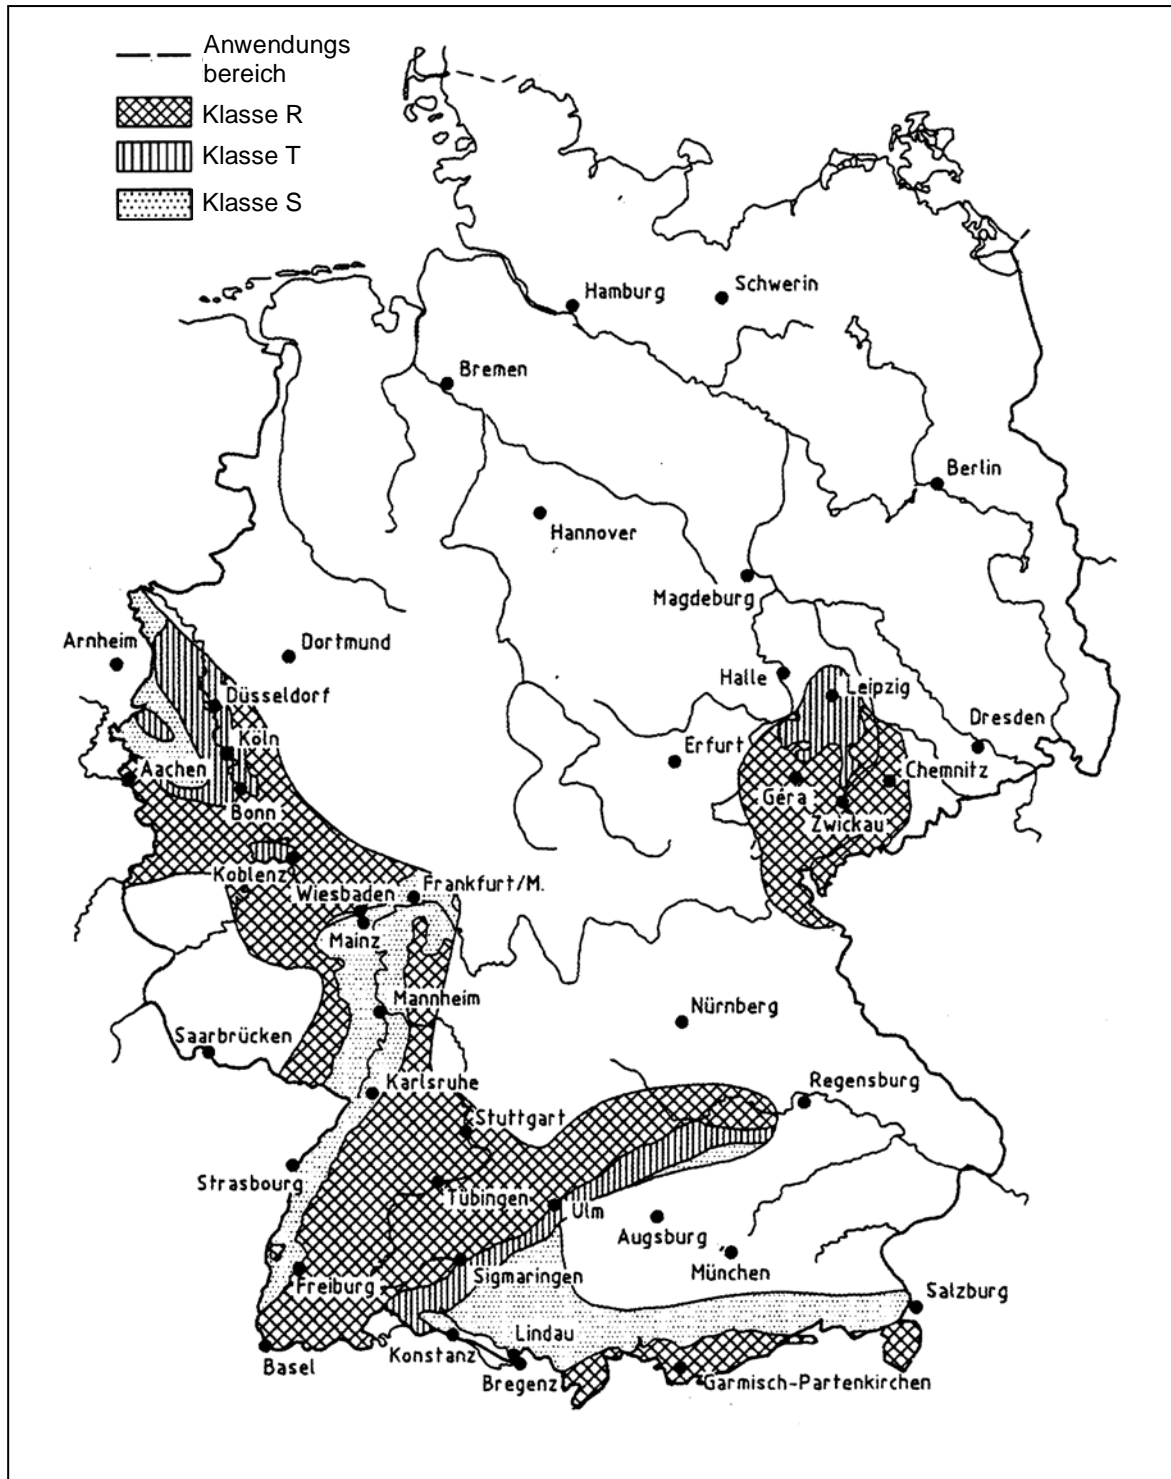 Anwendungs
bereich
Klasse R
Klasse T
Klasse S
Hamburg
Schwerin
Bremen
Berlin
Hannover
Magdeburg
Arnheim
Dortmund
Halle
Leipzig
Düsseldorf
Dresden
Köln
Erfurt
Aachen
Chemnitz
Géra
Bonn
Zwickau
Koblenz
Wiesbaden
Frankfurt/M.
Mainz
Mannheim
Nürnberg
Saarbrücken
Karlsruhe
Regensburg
Stuttgart
Strasbourg
Tübingen
Ulm
Augsburg
München
Freiburg
Sigmaringen
Salzburg
Lindau
Konstanz
Basel
Bregenz
Garmisch-Partenkirchen